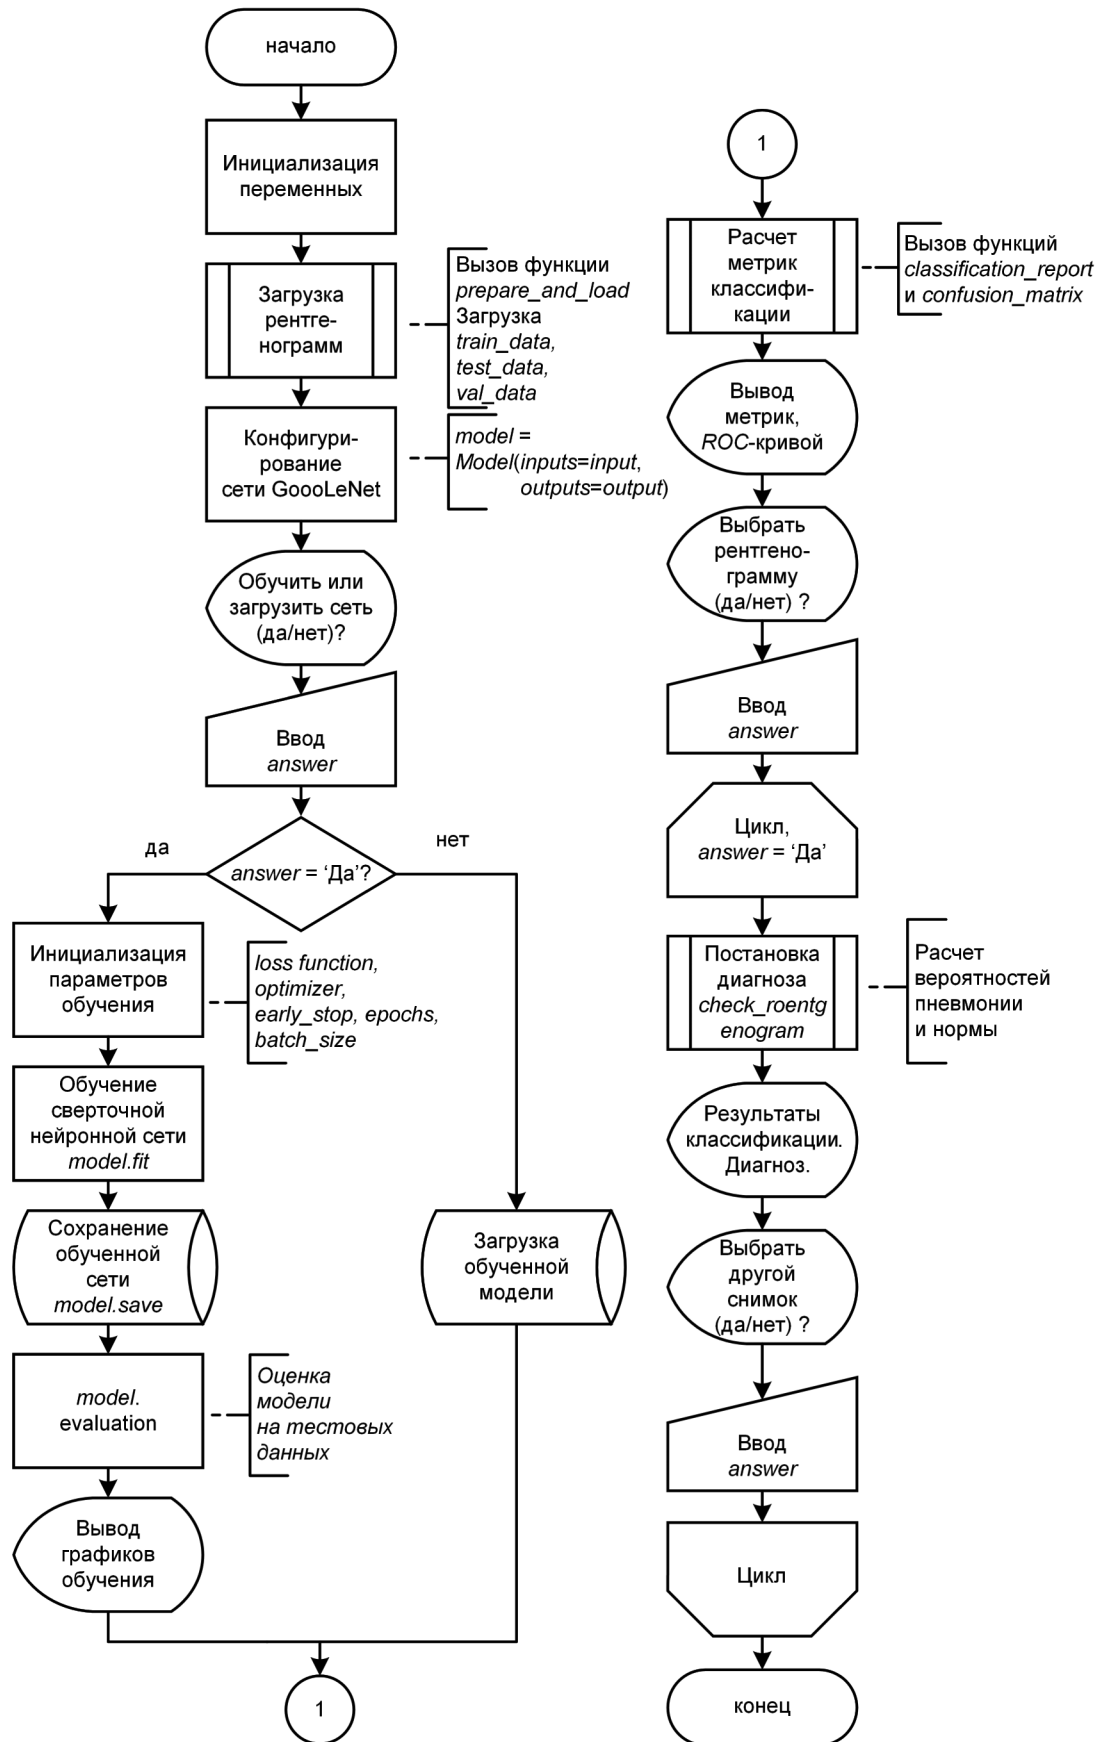 начало
Инициализация
переменных
Загрузка
рентге-
нограмм
Вызов функции
prepare_and_load
Загрузка
train_data,
test_data,
val_data
Конфигури-
рование
сети GoooLeNet
model =
Model(inputs=input,
outputs=output)
Обучить или
загрузить сеть
(да/нет)?
Ввод
answer
да
answer = ‘Да’?
нет
Инициализация
параметров
обучения
loss function,
optimizer,
early_stop, epochs,
batch_size
Обучение
сверточной
нейронной сети
model.fit
Сохранение
обученной
сети
model.save
Загрузка
обученной
модели
model.
evaluation
Оценка
модели
на тестовых
данных
Вывод
графиков
обучения
1
1
Расчет
метрик
классифи-
кации
Вызов функций
classification_report
и confusion_matrix
Вывод
метрик,
ROC-кривой
Выбрать
рентгено-
грамму
(да/нет) ?
Ввод
answer
Цикл,
answer = ‘Да’
Постановка
диагноза
check_roentg
enogram
Расчет
вероятностей
пневмонии
и нормы
Результаты
классификации.
Диагноз.
Выбрать
другой
снимок
(да/нет) ?
Ввод
answer
Цикл
конец